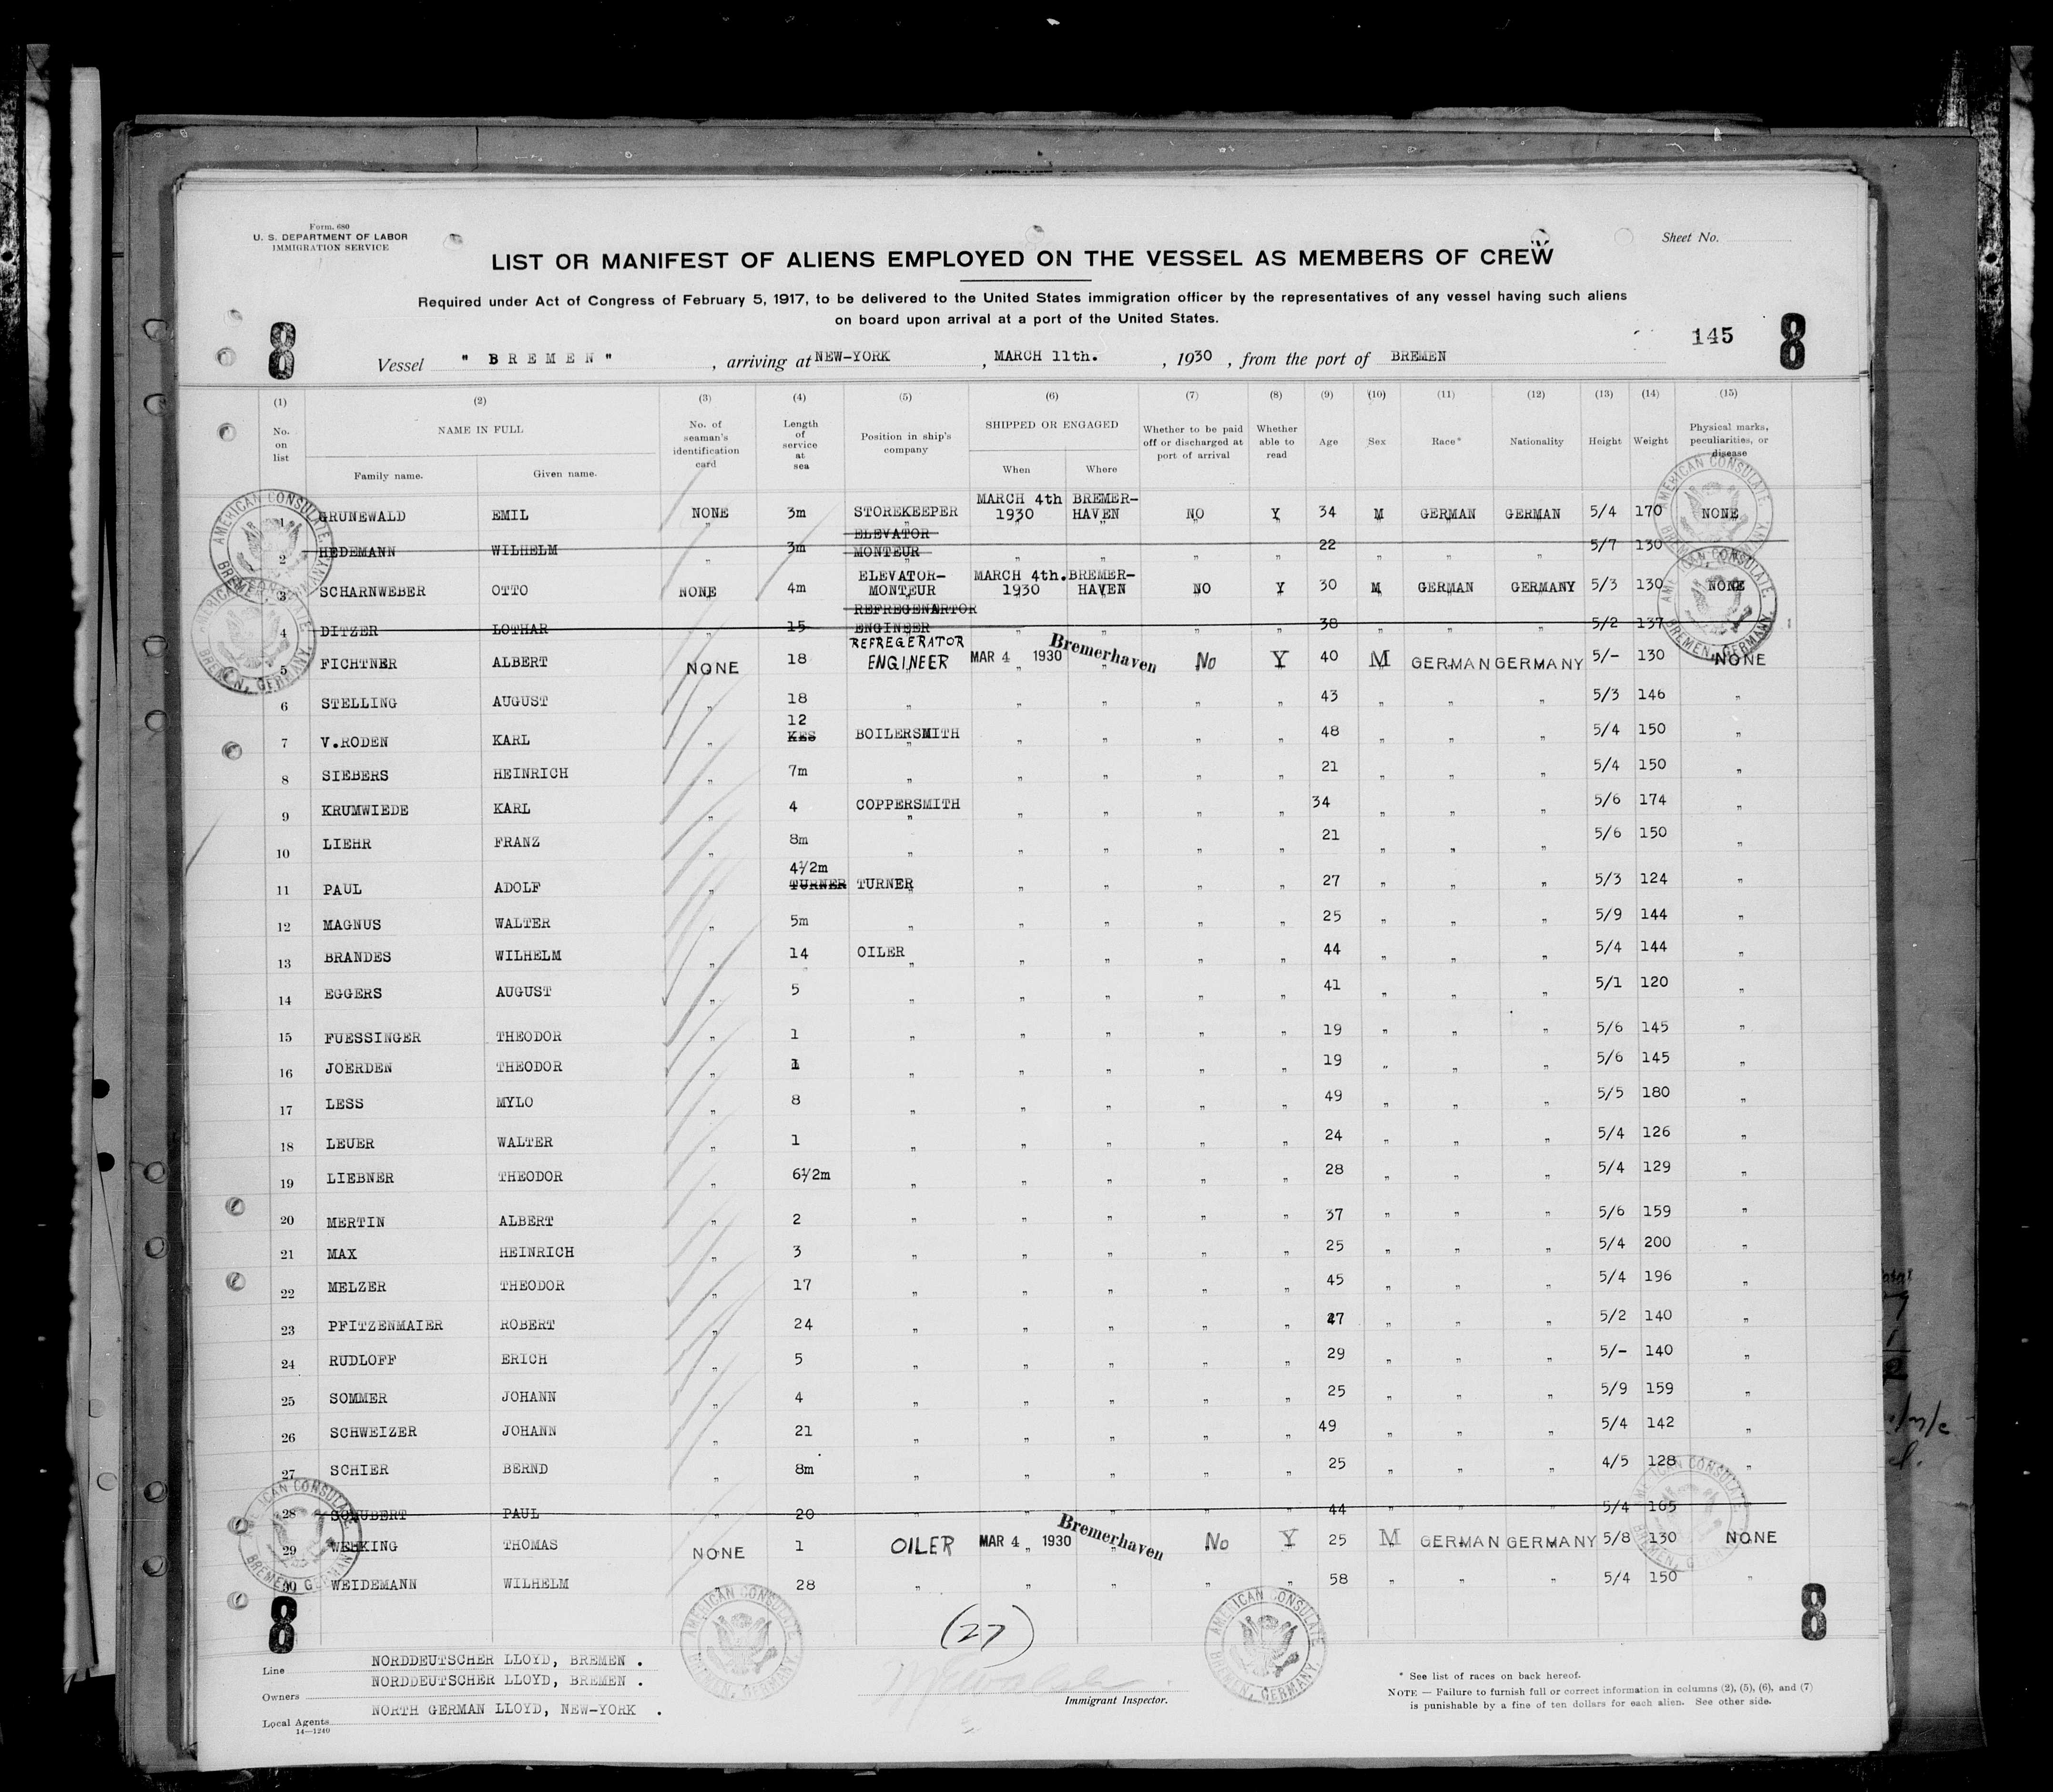 Form. 680
U. S. DEPARTMENT OF LABOR
IMMIGRATION SERVICE
Sheet No.
LIST OR MANIFEST OF ALIENS EMPLOYED ON THE VESSEL AS MEMBERS OF CREW
Required under Act of Congress of February 5, 1917, to be delivered to the United States immigration officer by the representatives of any vessel having such aliens
on board upon arrival at a port of the United States.
8 145 8
Vessel " BREMEN " , arriving at NEW-YORK , MARCH 11th. , 1930 , from the port of BREMEN
(1) (2) (3) (4) (5) (6) (7) (8) (9) (10) (11) (12) (13) (14) (15)
No. on list NAME IN FULL Family name. Given name. No. of seaman's identification card Length of service at sea Position in ship's company SHIPPED OR ENGAGED When Where Whether to be paid off or discharged at port of arrival Whether able to read Age Sex Race* Nationality Height Weight Physical marks, peculiarities, or disease
1 GRUNEWALD EMIL NONE 3m STOREKEEPER MARCH 4th 1930 BREMER-HAVEN NO Y 34 M GERMAN GERMAN 5/4 170 NONE
2 HEDEMANN WILHELM " 3m ELEVATOR MONTEUR " " " " 22 " " " 5/7 130
3 SCHARNWEBER OTTO NONE 4m ELEVATOR-MONTEUR MARCH 4th. 1930 BREMER-HAVEN NO Y 30 M GERMAN GERMANY 5/3 130 NONE
4 DITZER LOTHAR " 15 REFREGENARTOR ENGINEER " " " " 38 " " " 5/2 137
5 FICHTNER ALBERT NONE 18 REFREGERATOR ENGINEER MAR 4 1930 Bremerhaven No Y 40 M GERMAN GERMANY 5/- 130 NONE
6 STELLING AUGUST " 18 " " " " " 43 " " " 5/3 146 "
7 V.RODEN KARL " 12 KES BOILERSMITH " " " " 48 " " " 5/4 150 "
8 SIEBERS HEINRICH " 7m " " " " " 21 " " " 5/4 150 "
9 KRUMWIEDE KARL " 4 COPPERSMITH " " " " 34 " " " 5/6 174 "
10 LIEHR FRANZ " 8m " " " " " 21 " " " 5/6 150 "
11 PAUL ADOLF " 4½m TURNER TURNER " " " " 27 " " " 5/3 124 "
12 MAGNUS WALTER " 5m " " " " " 25 " " " 5/9 144 "
13 BRANDES WILHELM " 14 OILER " " " " 44 " " " 5/4 144 "
14 EGGERS AUGUST " 5 " " " " " 41 " " " 5/1 120 "
15 FUESSINGER THEODOR " 1 " " " " " 19 " " " 5/6 145 "
16 JOERDEN THEODOR " 1 " " " " " 19 " " " 5/6 145 "
17 LESS MYLO " 8 " " " " " 49 " " " 5/5 180 "
18 LEUER WALTER " 1 " " " " " 24 " " " 5/4 126 "
19 LIEBNER THEODOR " 6½m " " " " " 28 " " " 5/4 129 "
20 MERTIN ALBERT " 2 " " " " " 37 " " " 5/6 159 "
21 MAX HEINRICH " 3 " " " " " 25 " " " 5/4 200 "
22 MELZER THEODOR " 17 " " " " " 45 " " " 5/4 196 "
23 PFITZENMAIER ROBERT " 24 " " " " " 47 " " " 5/2 140 "
24 RUDLOFF ERICH " 5 " " " " " 29 " " " 5/- 140 "
25 SOMMER JOHANN " 4 " " " " " 25 " " " 5/9 159 "
26 SCHWEIZER JOHANN " 21 " " " " " 49 " " " 5/4 142 "
27 SCHIER BERND " 8m " " " " " 25 " " " 4/5 128 "
28 SCHUBERT PAUL 20 " " " " " 44 " " " 5/4 165
29 WEHKING THOMAS NONE 1 OILER MAR 4 1930 Bremerhaven No Y 25 M GERMAN GERMANY 5/8 130 NONE
30 WEIDEMANN WILHELM " 28 " " " " " 58 " " " 5/4 150 "
8 (27) 8
AMERICAN CONSULATE BREMEN, GERMANY.
Line NORDDEUTSCHER LLOYD, BREMEN .
Owners NORDDEUTSCHER LLOYD, BREMEN .
Local Agents NORTH GERMAN LLOYD, NEW-YORK .
14—1240
Immigrant Inspector.
* See list of races on back hereof.
NOTE — Failure to furnish full or correct information in columns (2), (5), (6), and (7)
is punishable by a fine of ten dollars for each alien. See other side.